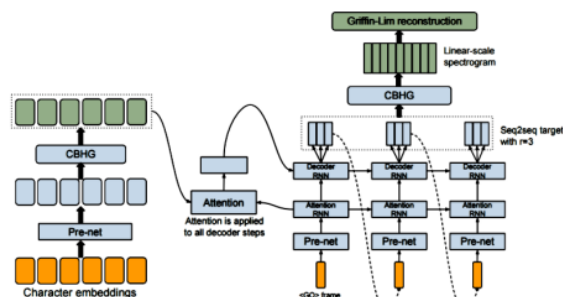 Griffin-Lim reconstruction
Linear-scale
spectrogram
CBHG
Seq2seq target
with r=3
CBHG
Decoder
RNN
Decoder
RNN
Decoder
RNN
Attention
Attention is applied
to all decoder steps
Attention
RNN
Attention
RNN
Attention
RNN
Pre-net
Pre-net
Pre-net
Pre-net
Character embeddings
<GO> frame